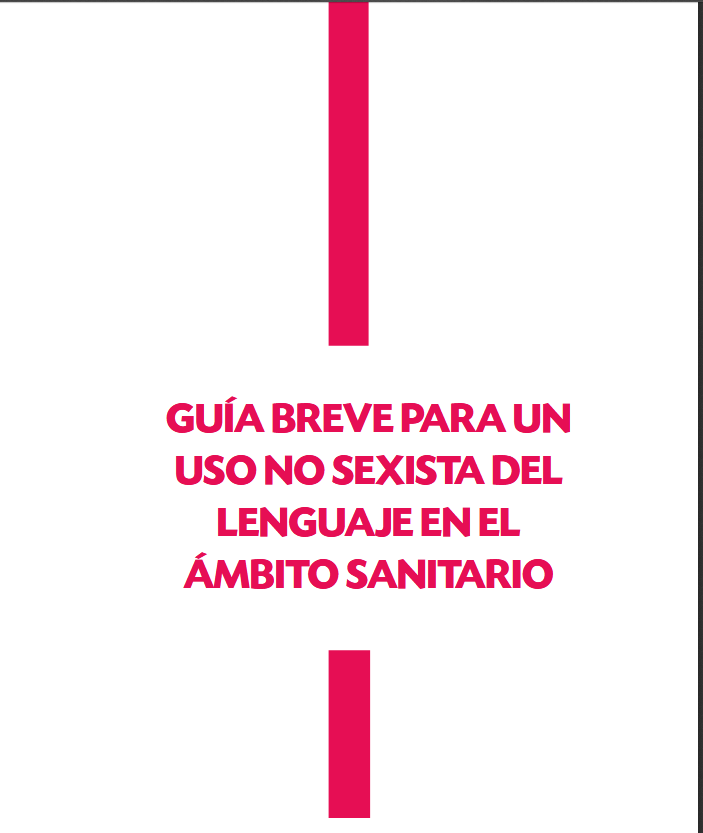 GUÍA BREVE PARA UN
USO NO SEXISTA DEL
LENGUAJE EN EL
ÁMBITO SANITARIO